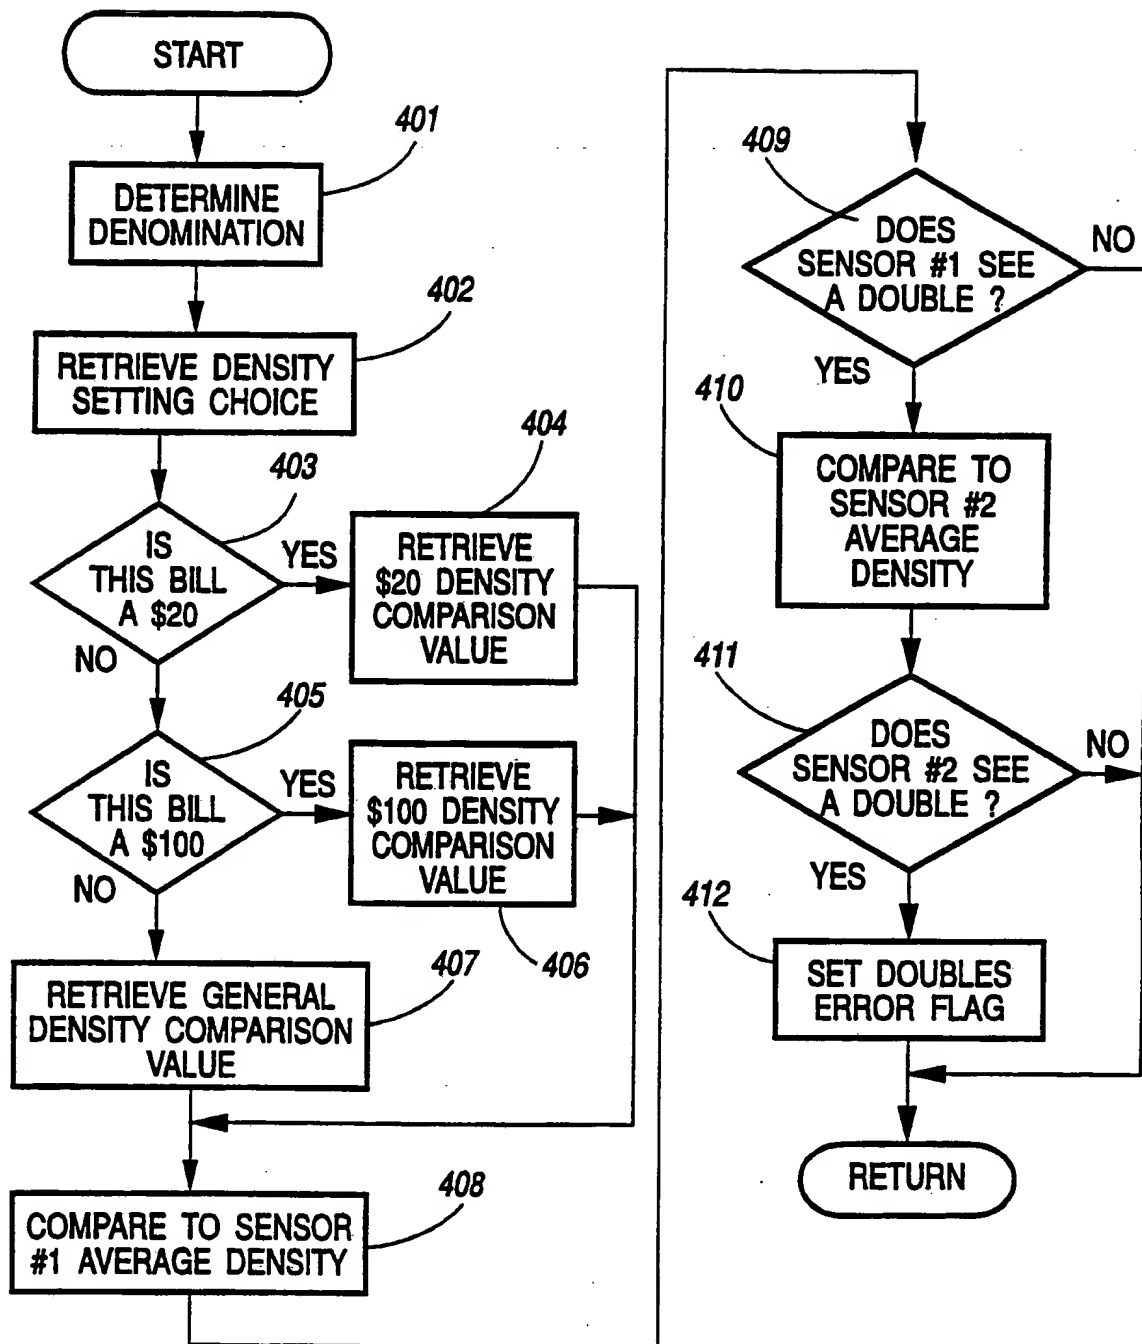 START
401
DETERMINE
DENOMINATION
402
RETRIEVE DENSITY
SETTING CHOICE
403
IS
THIS BILL
A $20
YES
NO
404
RETRIEVE
$20 DENSITY
COMPARISON
VALUE
405
IS
THIS BILL
A $100
YES
NO
RETRIEVE
$100 DENSITY
COMPARISON
VALUE
406
407
RETRIEVE GENERAL
DENSITY COMPARISON
VALUE
408
COMPARE TO SENSOR
#1 AVERAGE DENSITY
409
DOES
SENSOR #1 SEE
A DOUBLE ?
NO
YES
410
COMPARE TO
SENSOR #2
AVERAGE
DENSITY
411
DOES
SENSOR #2 SEE
A DOUBLE ?
NO
YES
412
SET DOUBLES
ERROR FLAG
RETURN